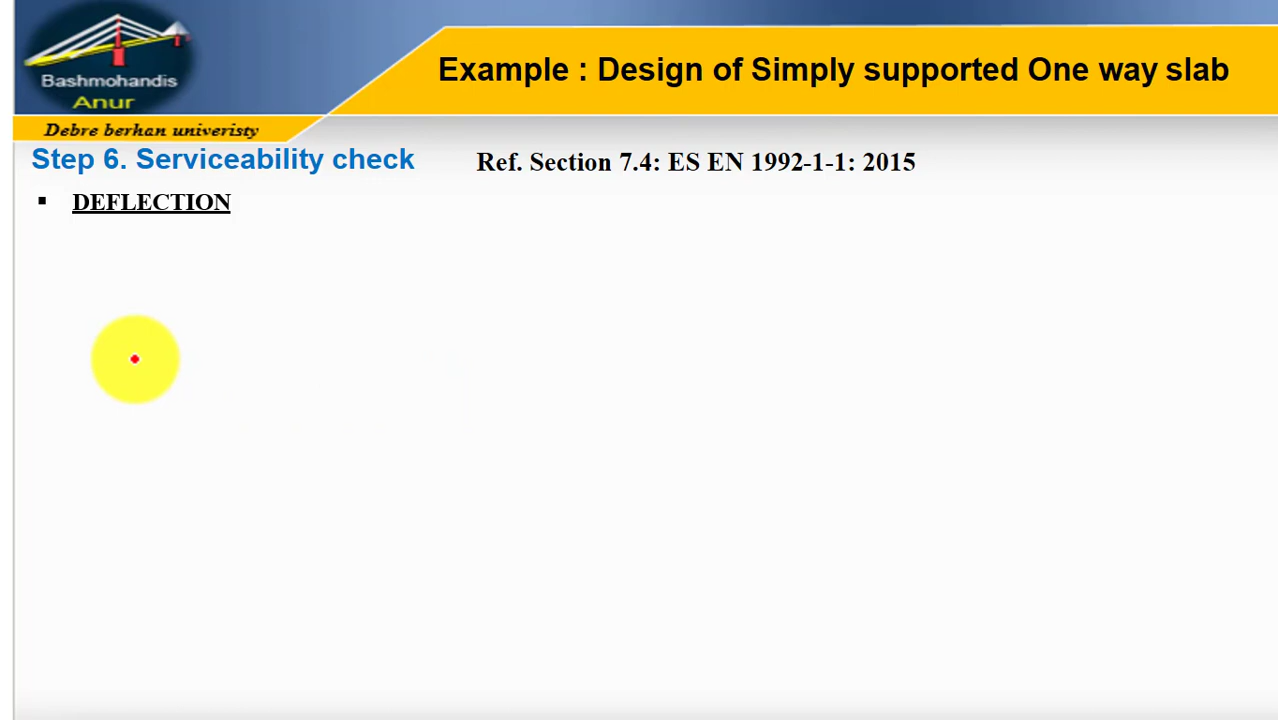 Bashmohandis
Anur
Debre berhan univeristy
Example : Design of Simply supported One way slab
Step 6. Serviceability check
Ref. Section 7.4: ES EN 1992-1-1: 2015
▪ DEFLECTION